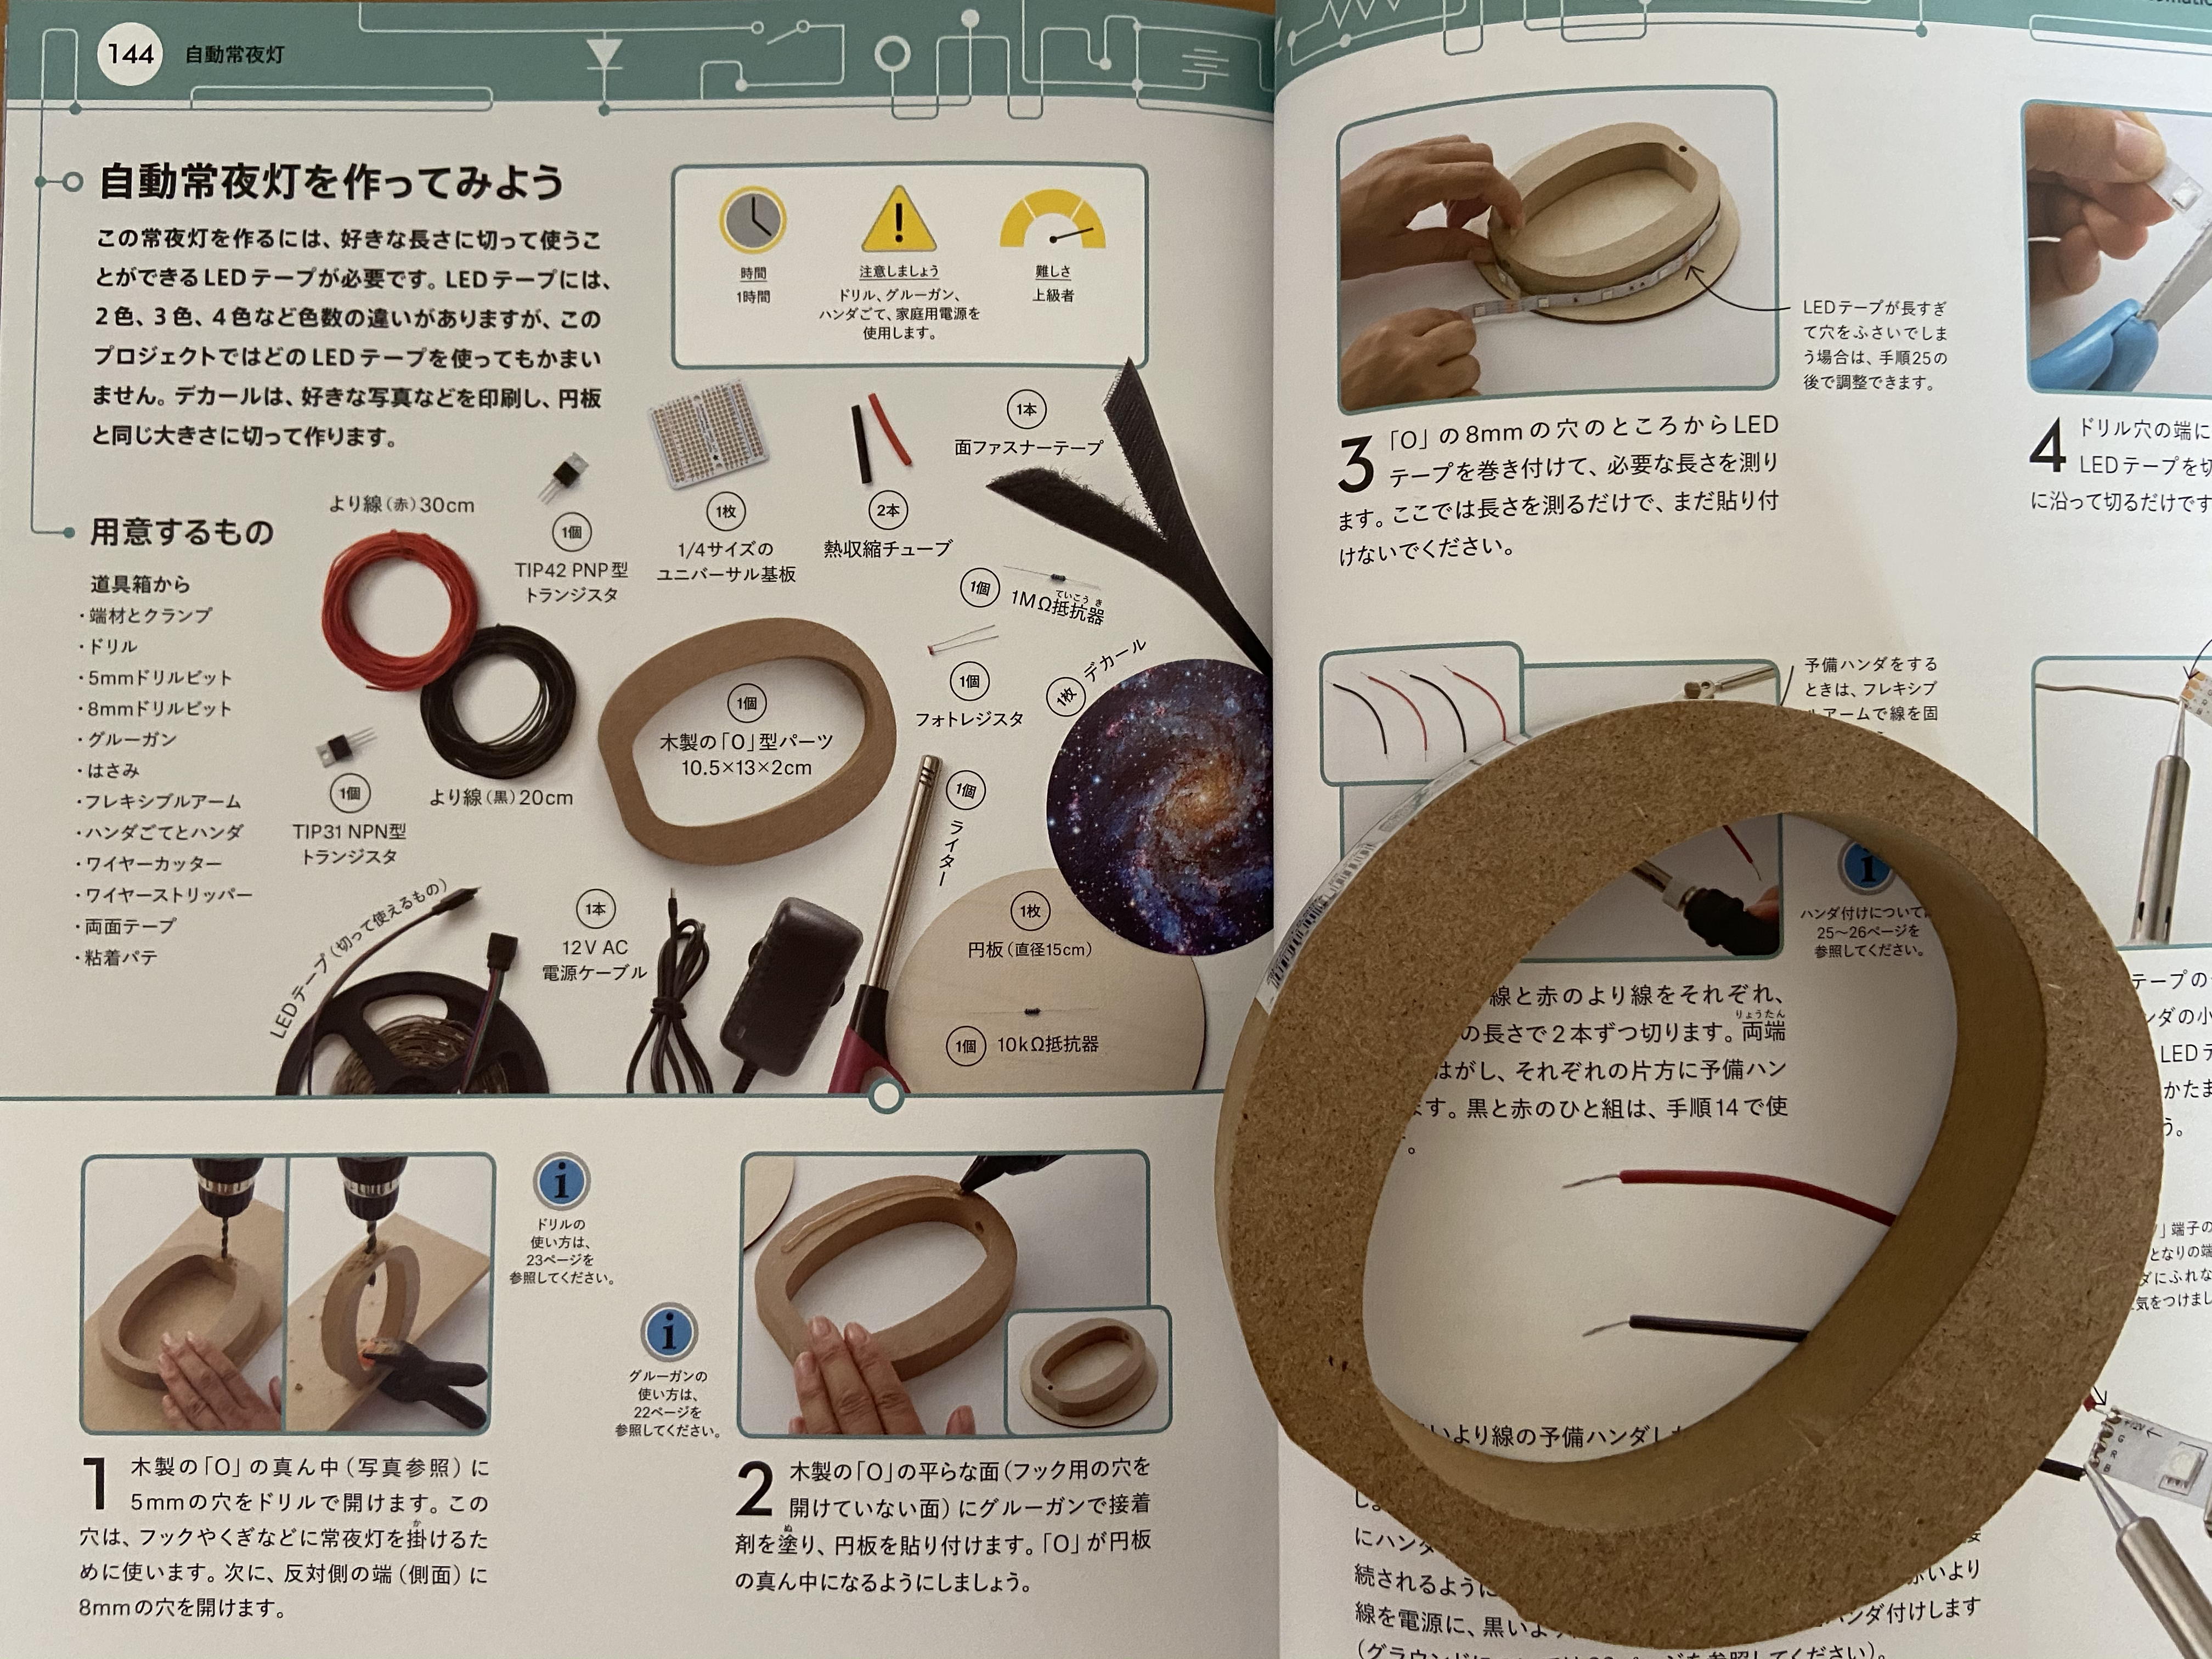 144 自動常夜灯
自動常夜灯を作ってみよう
この常夜灯を作るには、好きな長さに切って使うこ
とができるLEDテープが必要です。LEDテープには、
2色、3色、4色など色数の違いがありますが、この
プロジェクトではどのLEDテープを使ってもかまい
ません。デカールは、好きな写真などを印刷し、円板
と同じ大きさに切って作ります。
時間
1時間
注意しましょう
ドリル、グルーガン、
ハンダごて、家庭用電源を
使用します。
難しさ
上級者
用意するもの
道具箱から
・端材とクランプ
・ドリル
・5mmドリルビット
・8mmドリルビット
・グルーガン
・はさみ
・フレキシブルアーム
・ハンダごてとハンダ
・ワイヤーカッター
・ワイヤーストリッパー
・両面テープ
・粘着パテ
より線（赤）30cm
1個
TIP42 PNP型
トランジスタ
1枚
1/4サイズの
ユニバーサル基板
2本
熱収縮チューブ
1本
面ファスナーテープ
1個
1MΩ抵抗器
ていこうき
1個
フォトレジスタ
1枚
デカール
1個
木製の「O」型パーツ
10.5×13×2cm
より線（黒）20cm
1個
TIP31 NPN型
トランジスタ
1個
ライター
LEDテープ（切って使えるもの）
1本
12V AC
電源ケーブル
1枚
円板（直径15cm）
1個
10kΩ抵抗器
ドリルの
使い方は、
23ページを
参照してください。
グルーガンの
使い方は、
22ページを
参照してください。
1 木製の「O」の真ん中（写真参照）に
5mmの穴をドリルで開けます。この
穴は、フックやくぎなどに常夜灯を掛けるた
か
めに使います。次に、反対側の端（側面）に
8mmの穴を開けます。
2 木製の「O」の平らな面（フック用の穴を
開けていない面）にグルーガンで接着
剤を塗り、円板を貼り付けます。「O」が円板
ぬ
の真ん中になるようにしましょう。
LEDテープが長すぎ
て穴をふさいでしま
う場合は、手順25の
後で調整できます。
3 「O」の8mmの穴のところからLED
テープを巻き付けて、必要な長さを測り
ます。ここでは長さを測るだけで、まだ貼り付
けないでください。
4 ドリル穴の端に
LEDテープを切
に沿って切るだけです
予備ハンダをする
ときは、フレキシブ
ルアームで線を固
ハンダ付けについて
25～26ページを
参照してください。
線と赤のより線をそれぞれ、
の長さで2本ずつ切ります。両端
りょうたん
はがし、それぞれの片方に予備ハン
ます。黒と赤のひと組は、手順14で使
。
いより線の予備ハンダした
し
にハンダ
続されるように
いより
線を電源に、黒いより
ンダ付けします
参照してください）。
テープの
ンダの小
LEDテ
かたま
う。
」端子の
となりの端
ダにふれな
気をつけまし
+12V
G
R
B